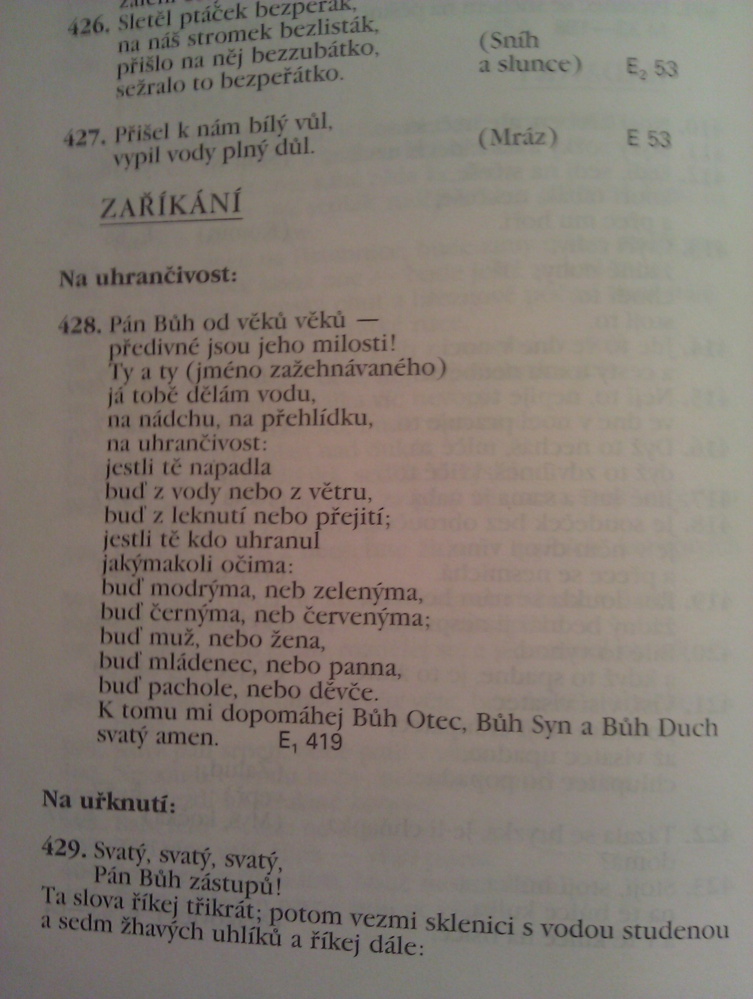 426. Sletěl ptáček bezperák,
na náš stromek bezlisták,
přišlo na něj bezzubátko,
sežralo to bezpeřátko.
(Sníh
a slunce) E₂ 53
427. Přišel k nám bílý vůl,
vypil vody plný důl.
(Mráz) E 53
ZAŘÍKÁNÍ
Na uhrančivost:
428. Pán Bůh od věků věků —
předivné jsou jeho milosti!
Ty a ty (jméno zažehnávaného)
já tobě dělám vodu,
na nádchu, na přehlídku,
na uhrančivost:
jestli tě napadla
buď z vody nebo z větru,
buď z leknutí nebo přejití;
jestli tě kdo uhranul
jakýmakoli očima:
buď modrýma, neb zelenýma,
buď černýma, neb červenýma;
buď muž, nebo žena,
buď mládenec, nebo panna,
buď pachole, nebo děvče.
K tomu mi dopomáhej Bůh Otec, Bůh Syn a Bůh Duch
svatý amen. E₁ 419
Na uřknutí:
429. Svatý, svatý, svatý,
Pán Bůh zástupů!
Ta slova říkej třikrát; potom vezmi sklenici s vodou studenou
a sedm žhavých uhlíků a říkej dále: